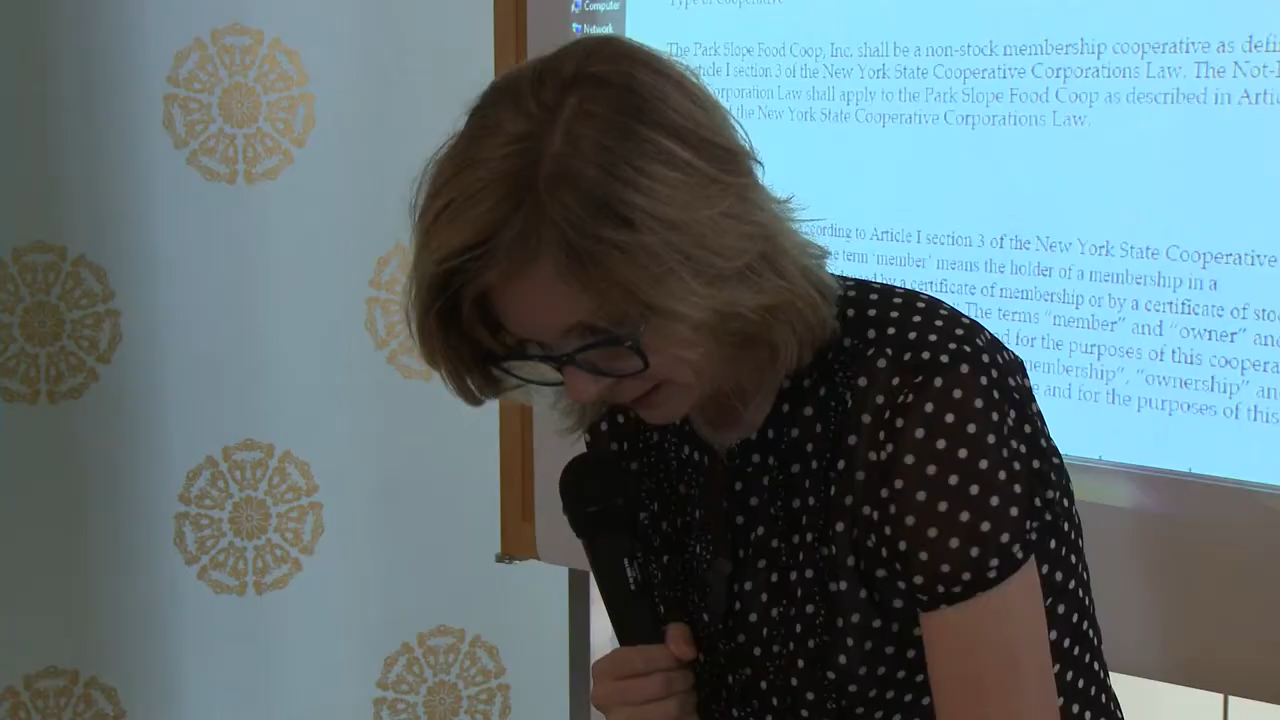 Computer
Network
Type of Cooperative
The Park Slope Food Coop, Inc. shall be a non-stock membership cooperative as defi
Article I section 3 of the New York State Cooperative Corporations Law. The Not-
Corporation Law shall apply to the Park Slope Food Coop as described in Artic
the New York State Cooperative Corporations Law.
According to Article I section 3 of the New York State Cooperative
term 'member' means the holder of a membership in a
by a certificate of membership or by a certificate of sto
The terms "member" and "owner" and
for the purposes of this coopera
membership", "ownership" an
and for the purposes of this